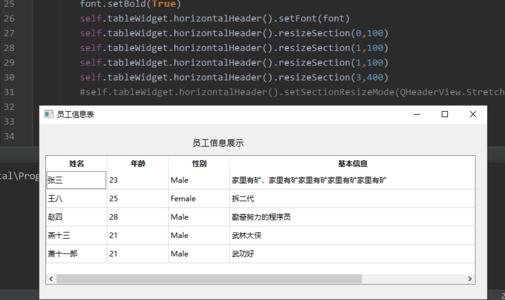 25 font.setBold(True)
26 self.tableWidget.horizontalHeader().setFont(font)
27 self.tableWidget.horizontalHeader().resizeSection(0,100)
28 self.tableWidget.horizontalHeader().resizeSection(1,100)
29 self.tableWidget.horizontalHeader().resizeSection(1,100)
30 self.tableWidget.horizontalHeader().resizeSection(3,400)
31 #self.tableWidget.horizontalHeader().setSectionResizeMode(QHeaderView.Stretch
32
33
34
员工信息表
员工信息展示
姓名 年龄 性别 基本信息
张三 23 Male 家里有矿，家里有矿家里有矿家里有矿家里有矿
王八 25 Female 拆二代
赵四 28 Male 勤奋努力的程序员
燕十三 21 Male 武林大侠
萧十一郎 21 Male 武功好
tal\Prog